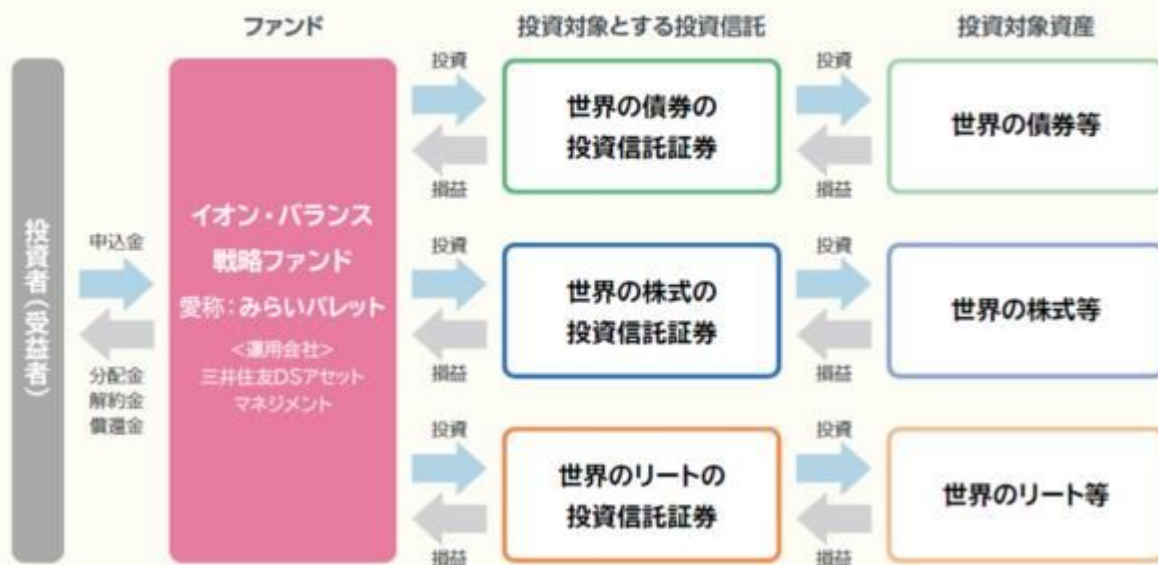 ファンド
投資対象とする投資信託
投資対象資産
投資者(受益者)
申込金
分配金
解約金
償還金
イオン・バランス
戦略ファンド
愛称：みらいパレット
<運用会社>
三井住友DSアセット
マネジメント
投資
損益
世界の債券の
投資信託証券
投資
損益
世界の債券等
投資
損益
世界の株式の
投資信託証券
投資
損益
世界の株式等
投資
損益
世界のリートの
投資信託証券
投資
損益
世界のリート等